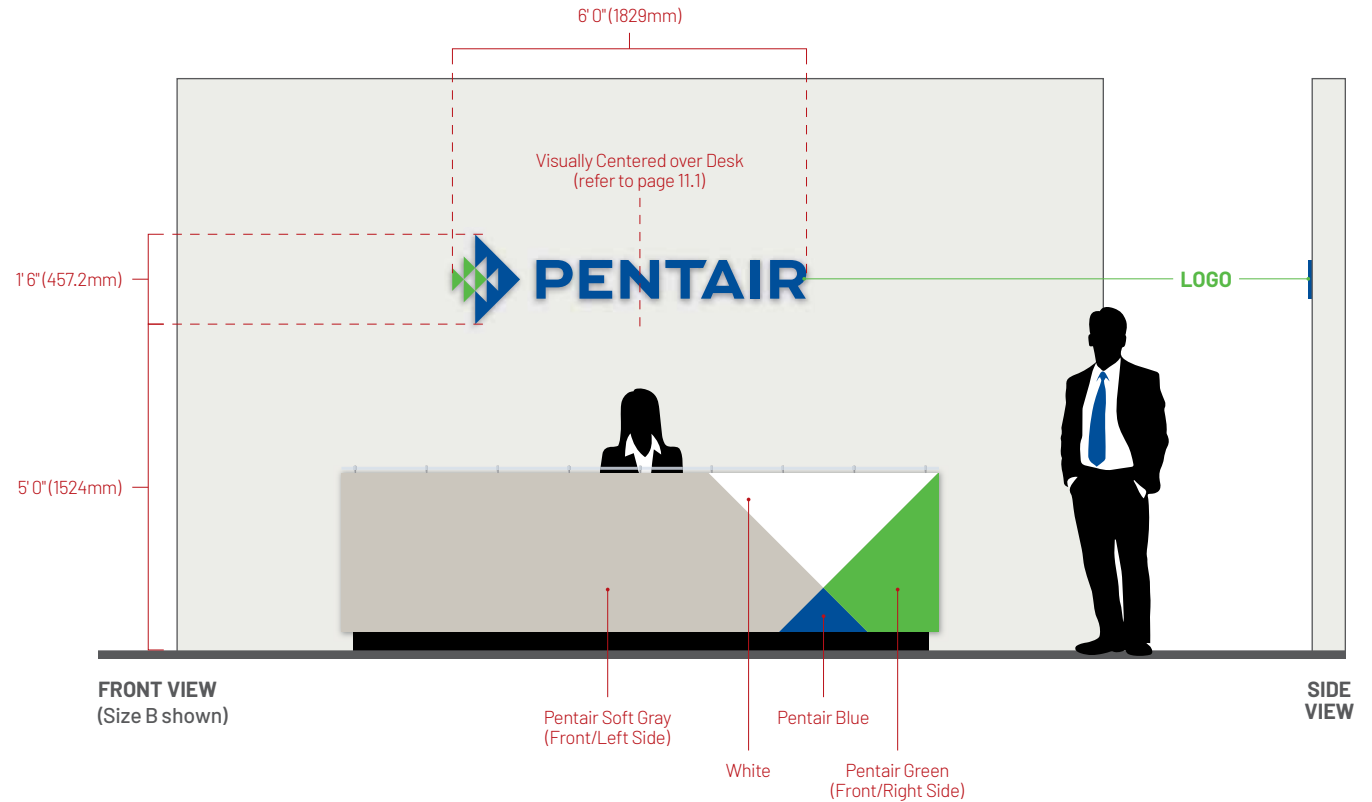 6' 0" (1829mm)
Visually Centered over Desk
(refer to page 11.1)
1' 6" (457.2mm)
PENTAIR
LOGO
5' 0" (1524mm)
FRONT VIEW
(Size B shown)
SIDE
VIEW
Pentair Soft Gray
(Front/Left Side)
Pentair Blue
White
Pentair Green
(Front/Right Side)